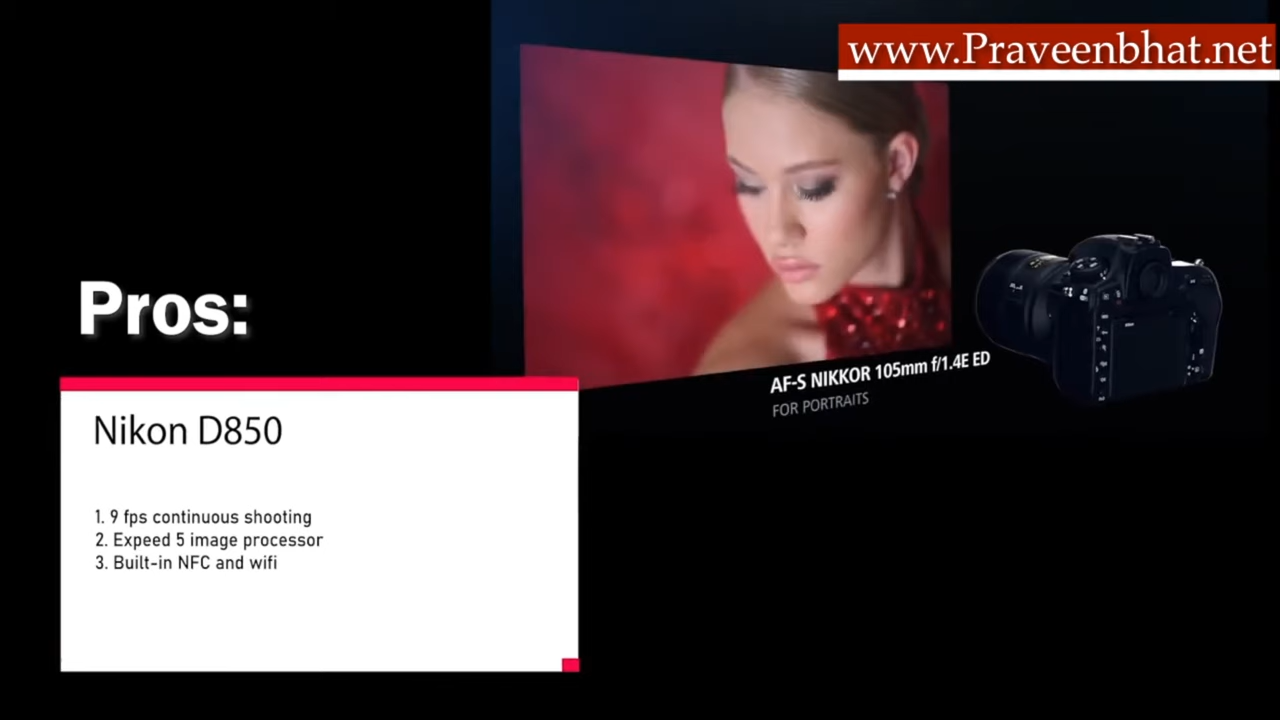 www.Praveenbhat.net
AF-S NIKKOR 105mm f/1.4E ED
FOR PORTRAITS
Pros:
Nikon D850
1. 9 fps continuous shooting
2. Expeed 5 image processor
3. Built-in NFC and wifi